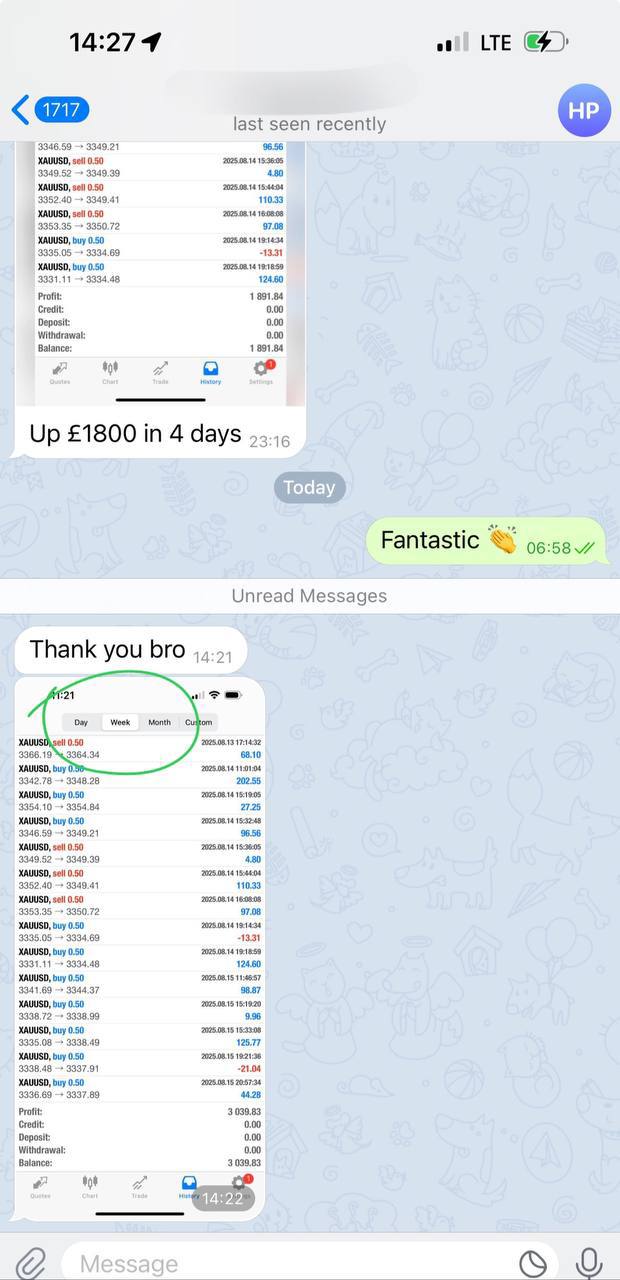 14:27
LTE
1717
last seen recently
HP
3346.59 → 3349.21 96.56
XAUUSD, sell 0.50 2025.08.14 15:36:05
3349.52 → 3349.39 4.80
XAUUSD, sell 0.50 2025.08.14 15:44:04
3352.40 → 3349.41 110.33
XAUUSD, sell 0.50 2025.08.14 16:08:08
3353.35 → 3350.72 97.08
XAUUSD, buy 0.50 2025.08.14 19:14:34
3335.05 → 3334.69 -13.31
XAUUSD, buy 0.50 2025.08.14 19:18:59
3331.11 → 3334.48 124.60
Profit: 1 891.84
Credit: 0.00
Deposit: 0.00
Withdrawal: 0.00
Balance: 1 891.84
1
Quotes Chart Trade History Settings
Up £1800 in 4 days 23:16
Today
Fantastic 👏 06:58
Unread Messages
Thank you bro 14:21
:21
Day Week Month Custom
XAUUSD, sell 0.50 2025.08.13 17:14:32
3366.19 → 3364.34 68.10
XAUUSD, buy 0.50 2025.08.14 11:01:04
3342.78 → 3348.28 202.55
XAUUSD, buy 0.50 2025.08.14 15:19:05
3354.10 → 3354.84 27.25
XAUUSD, buy 0.50 2025.08.14 15:32:48
3346.59 → 3349.21 96.56
XAUUSD, sell 0.50 2025.08.14 15:36:05
3349.52 → 3349.39 4.80
XAUUSD, sell 0.50 2025.08.14 15:44:04
3352.40 → 3349.41 110.33
XAUUSD, sell 0.50 2025.08.14 16:08:08
3353.35 → 3350.72 97.08
XAUUSD, buy 0.50 2025.08.14 19:14:34
3335.05 → 3334.69 -13.31
XAUUSD, buy 0.50 2025.08.14 19:18:59
3331.11 → 3334.48 124.60
XAUUSD, buy 0.50 2025.08.15 11:46:57
3341.69 → 3344.37 98.87
XAUUSD, buy 0.50 2025.08.15 15:19:20
3338.72 → 3338.99 9.96
XAUUSD, buy 0.50 2025.08.15 15:33:08
3335.08 → 3338.49 125.77
XAUUSD, buy 0.50 2025.08.15 19:21:36
3338.48 → 3337.91 -21.04
XAUUSD, buy 0.50 2025.08.15 20:57:34
3336.69 → 3337.89 44.28
Profit: 3 039.83
Credit: 0.00
Deposit: 0.00
Withdrawal: 0.00
Balance: 3 039.83
1
Quotes Chart Trade
14:22
Message